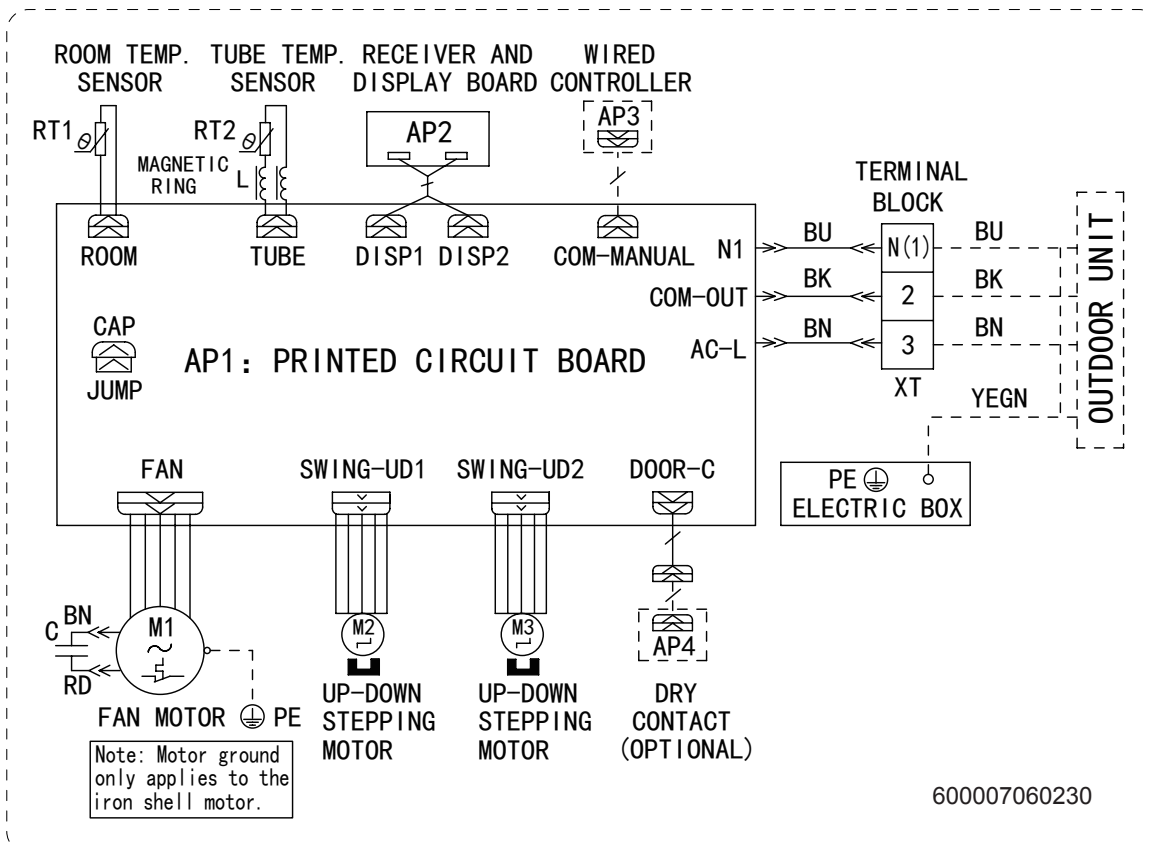 ROOM TEMP. SENSOR
TUBE TEMP. SENSOR
RECEIVER AND DISPLAY BOARD
WIRED CONTROLLER
RT1
θ
RT2
θ
AP2
AP3
MAGNETIC RING
L
TERMINAL BLOCK
ROOM
TUBE
DISP1
DISP2
COM-MANUAL
N1
BU
N(1)
BU
COM-OUT
BK
2
BK
AC-L
BN
3
BN
XT
YEGN
OUTDOOR UNIT
CAP
JUMP
AP1: PRINTED CIRCUIT BOARD
FAN
SWING-UD1
SWING-UD2
DOOR-C
PE
ELECTRIC BOX
C
BN
RD
M1
M2
M3
AP4
FAN MOTOR
PE
UP-DOWN
STEPPING
MOTOR
UP-DOWN
STEPPING
MOTOR
DRY
CONTACT
(OPTIONAL)
Note: Motor ground
only applies to the
iron shell motor.
600007060230